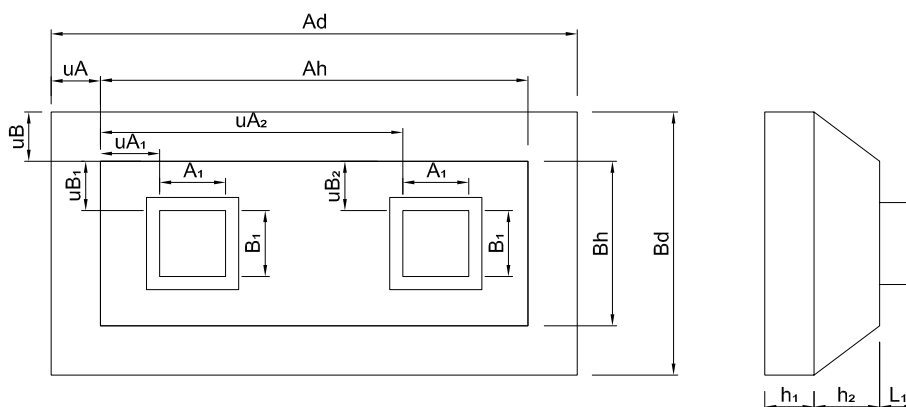 Ad
uA
Ah
uB
uA₂
uA₁
uB₁
A₁
uB₂
A₁
B₁
B₁
Bh
Bd
h₁
h₂
L₁